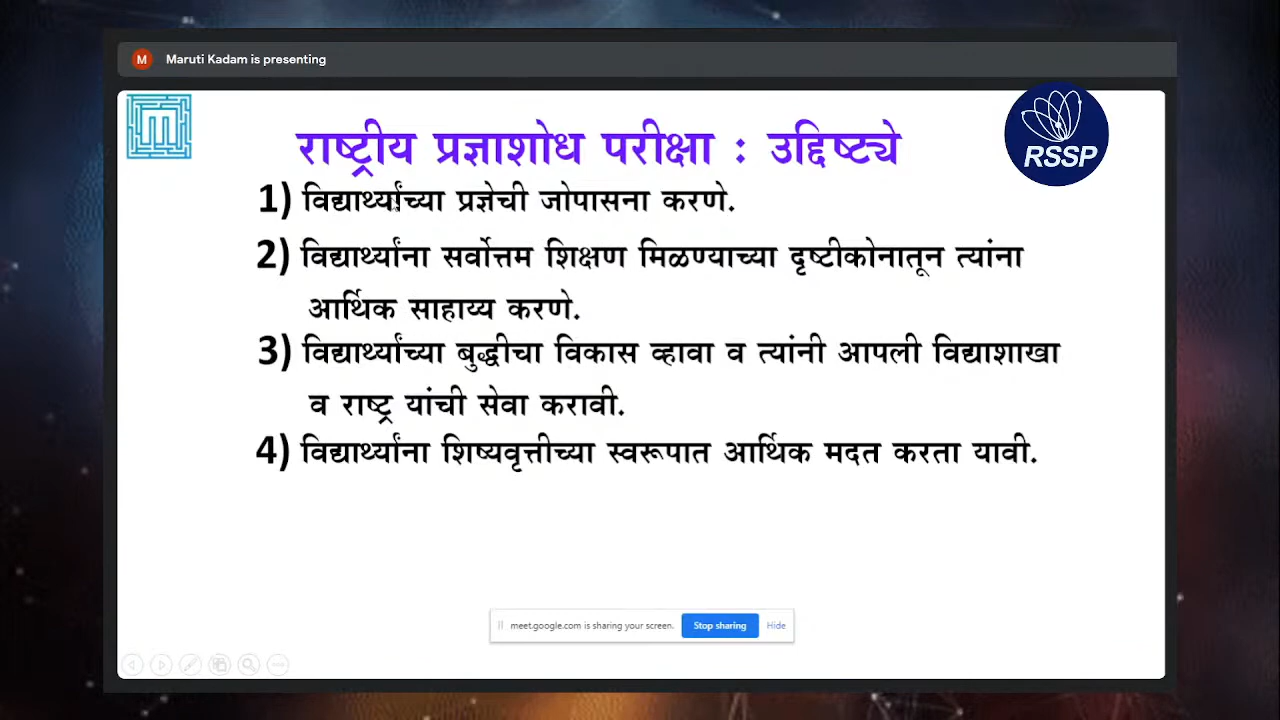 M Maruti Kadam is presenting
राष्ट्रीय प्रज्ञाशोध परीक्षा : उद्दिष्ट्ये
RSSP
1) विद्यार्थ्यांच्या प्रज्ञेची जोपासना करणे.
2) विद्यार्थ्यांना सर्वोत्तम शिक्षण मिळण्याच्या दृष्टीकोनातून त्यांना
आर्थिक साहाय्य करणे.
3) विद्यार्थ्यांच्या बुद्धीचा विकास व्हावा व त्यांनी आपली विद्याशाखा
व राष्ट्र यांची सेवा करावी.
4) विद्यार्थ्यांना शिष्यवृत्तीच्या स्वरूपात आर्थिक मदत करता यावी.
meet.google.com is sharing your screen. Stop sharing Hide